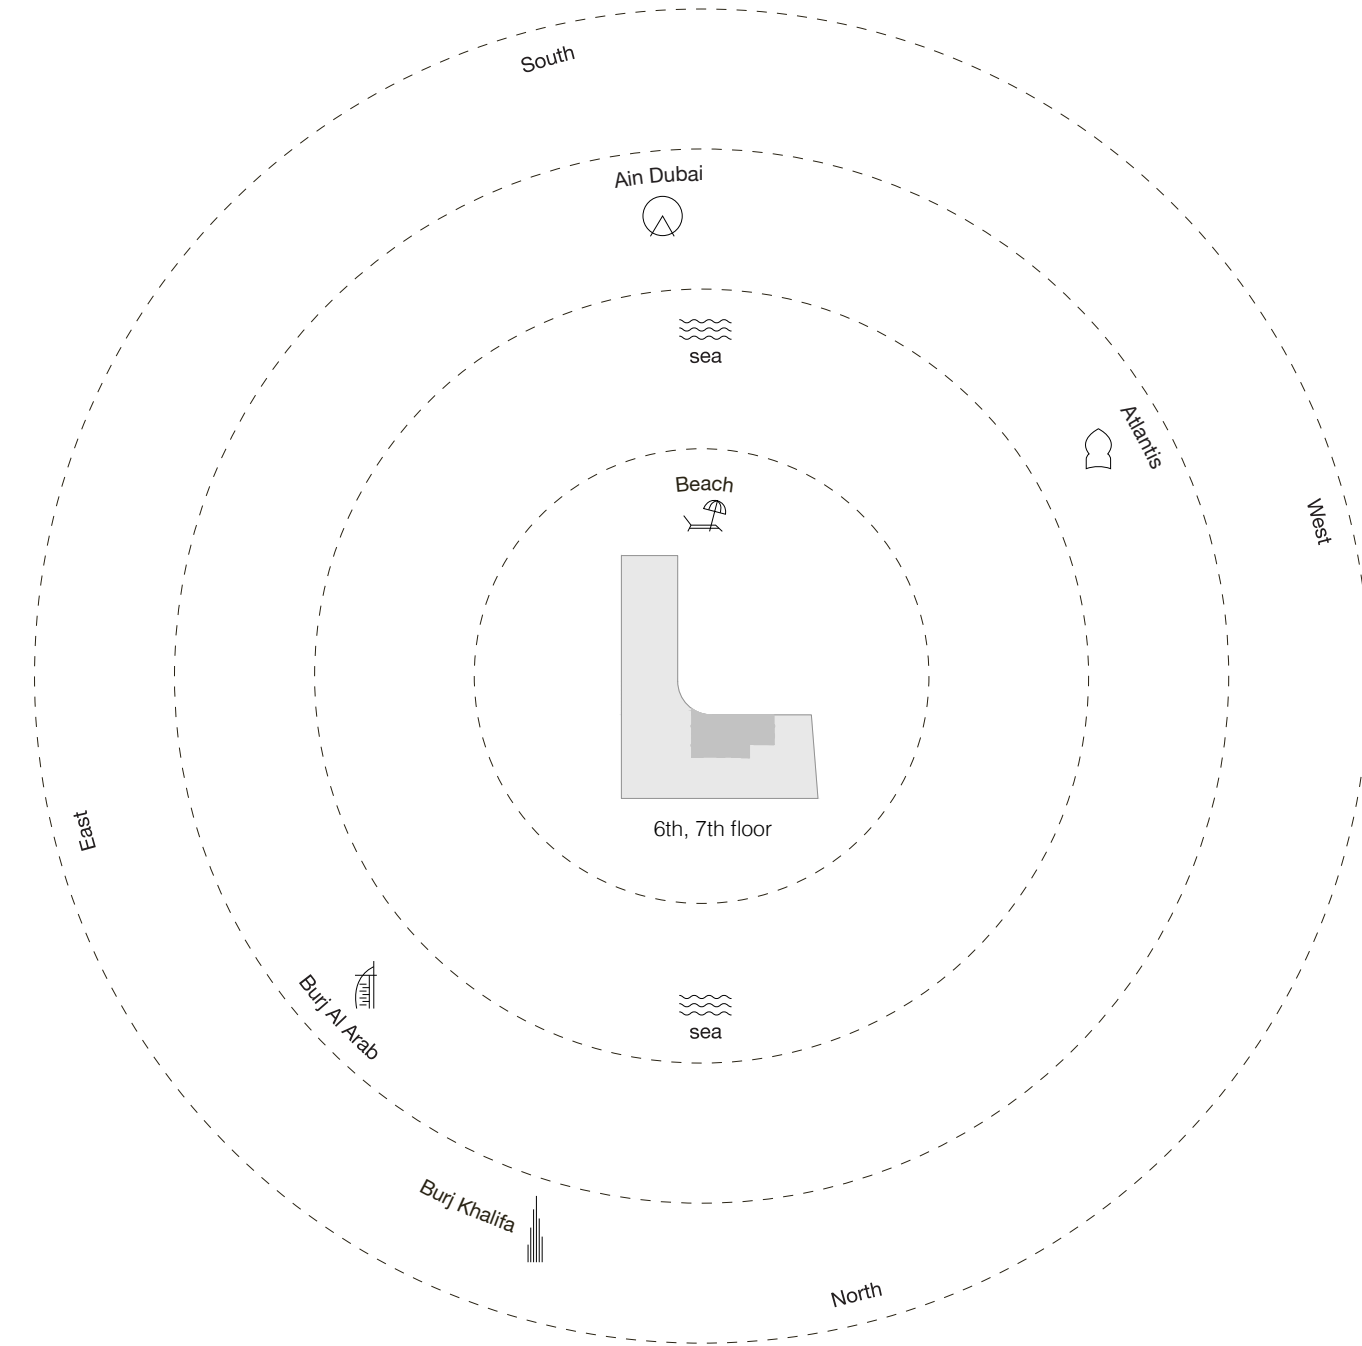 South
Ain Dubai
sea
Atlantis
Beach
West
East
6th, 7th floor
Burj Al Arab
sea
Burj Khalifa
North